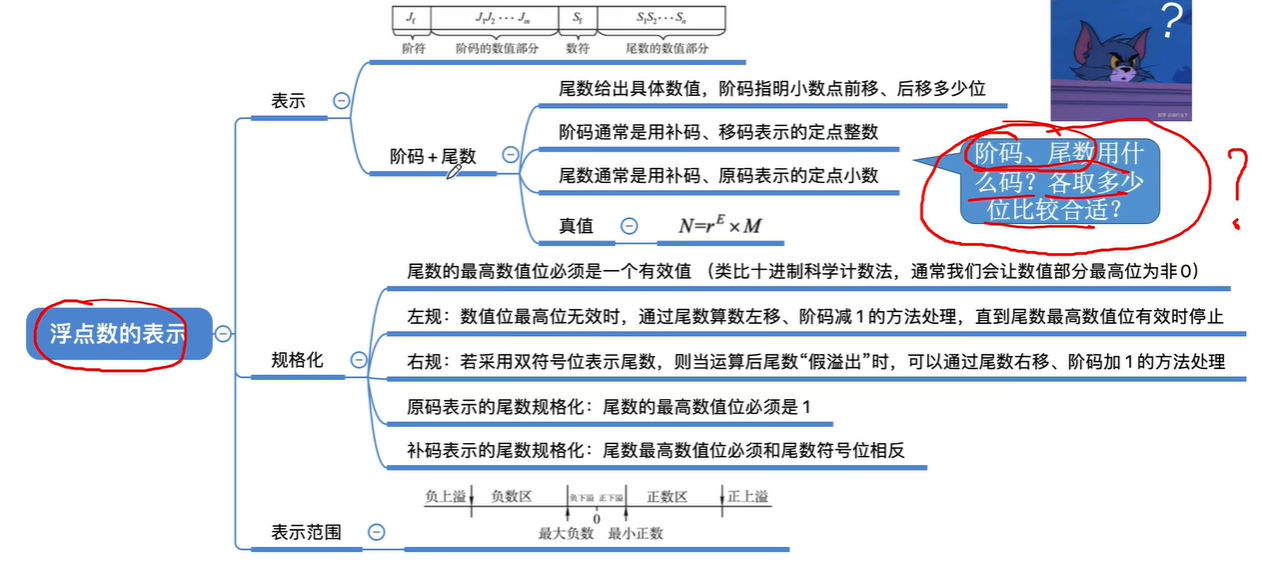 J_f J₁J₂⋯J_m S_f S₁S₂⋯S_n
阶符 阶码的数值部分 数符 尾数的数值部分
?
表示
尾数给出具体数值，阶码指明小数点前移、后移多少位
阶码通常是用补码、移码表示的定点整数
阶码+尾数
尾数通常是用补码、原码表示的定点小数
真值
N=r^E×M
阶码、尾数用什
么码？各取多少
位比较合适？
?
浮点数的表示
尾数的最高数值位必须是一个有效值 （类比十进制科学计数法，通常我们会让数值部分最高位为非0）
左规：数值位最高位无效时，通过尾数算数左移、阶码减1的方法处理，直到尾数最高数值位有效时停止
规格化
右规：若采用双符号位表示尾数，则当运算后尾数“假溢出”时，可以通过尾数右移、阶码加1的方法处理
原码表示的尾数规格化：尾数的最高数值位必须是1
补码表示的尾数规格化：尾数最高数值位必须和尾数符号位相反
负上溢 负数区 负下溢 正下溢 正数区 正上溢
0
表示范围
最大负数 最小正数